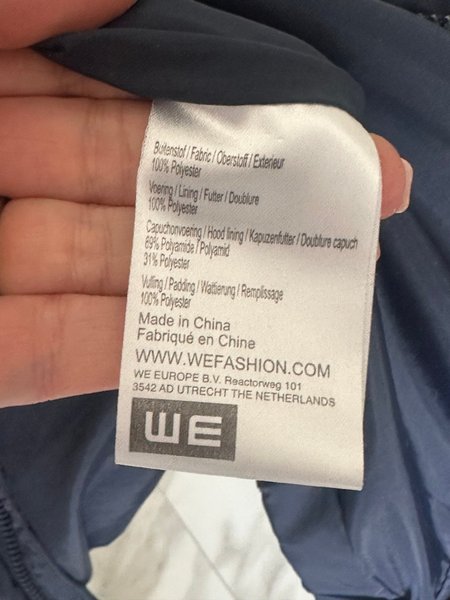 Buitenstof / Fabric / Oberstoff / Exterieur
100% Polyester
Voering / Lining / Futter / Doublure
100% Polyester
Capuchonvoering / Hood lining / Kapuzenfutter / Doublure capuch
69% Polyamide / Polyamid
31% Polyester
Vulling / Padding / Wattierung / Remplissage
100% Polyester
Made in China
Fabriqué en Chine
WWW.WEFASHION.COM
WE EUROPE B.V. Reactorweg 101
3542 AD UTRECHT THE NETHERLANDS
WE